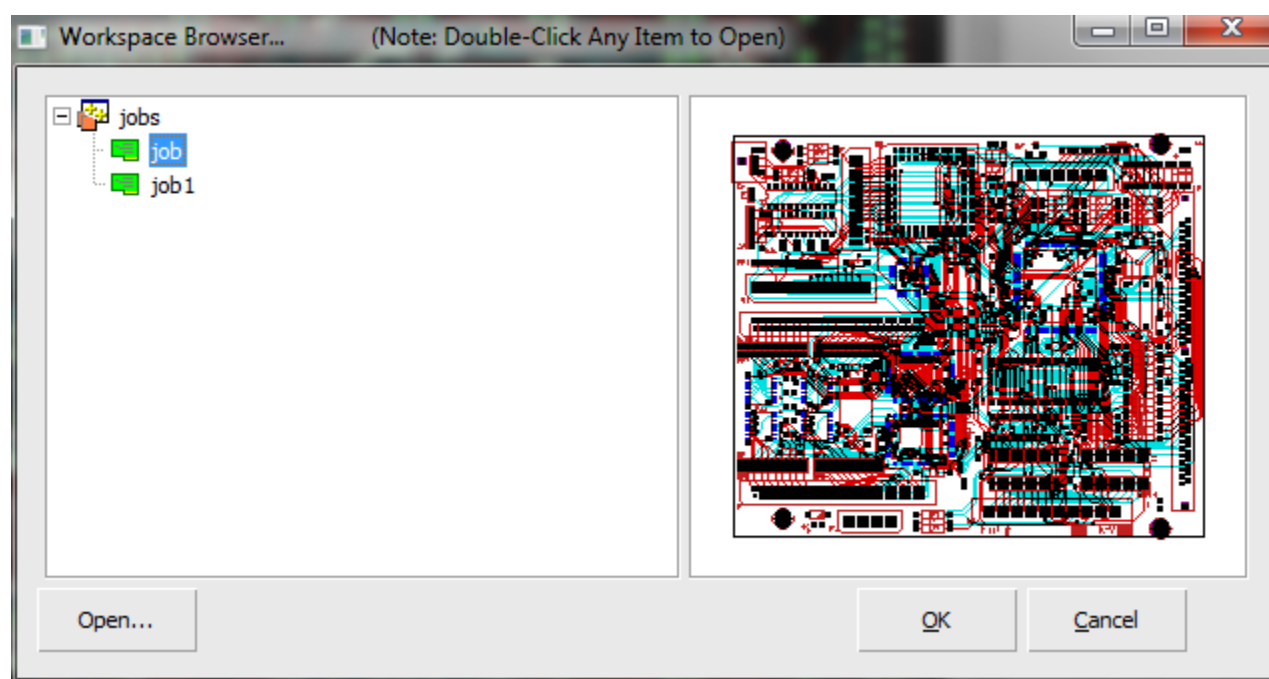 Workspace Browser... (Note: Double-Click Any Item to Open)
jobs
job
job1
Open...
OK
Cancel